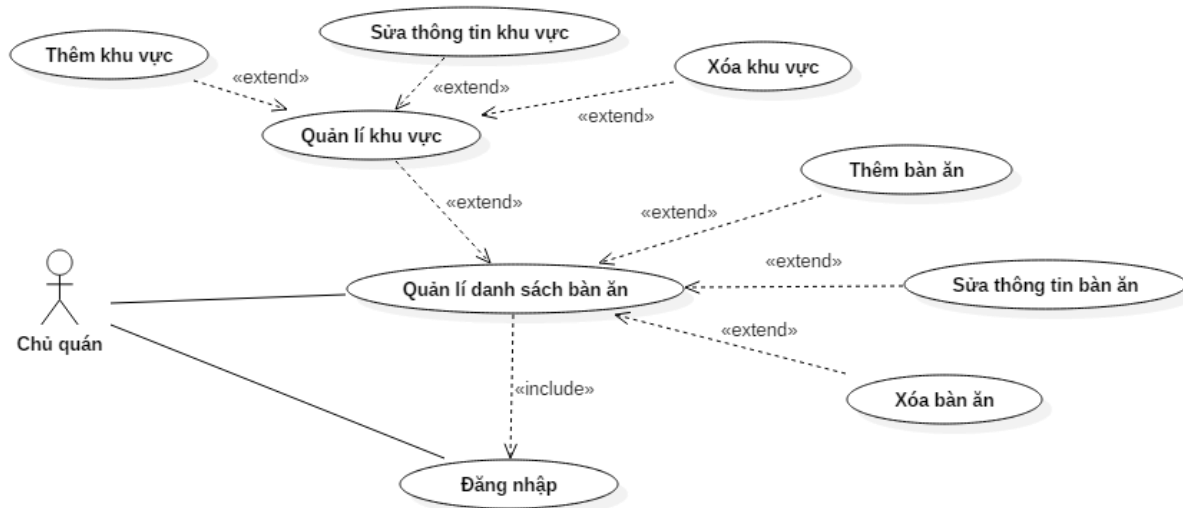 Sửa thông tin khu vực
Thêm khu vực
Xóa khu vực
«extend»
«extend»
«extend»
Quản lí khu vực
Thêm bàn ăn
«extend»
«extend»
«extend»
Sửa thông tin bàn ăn
Quản lí danh sách bàn ăn
«extend»
Chủ quán
«include»
Xóa bàn ăn
Đăng nhập